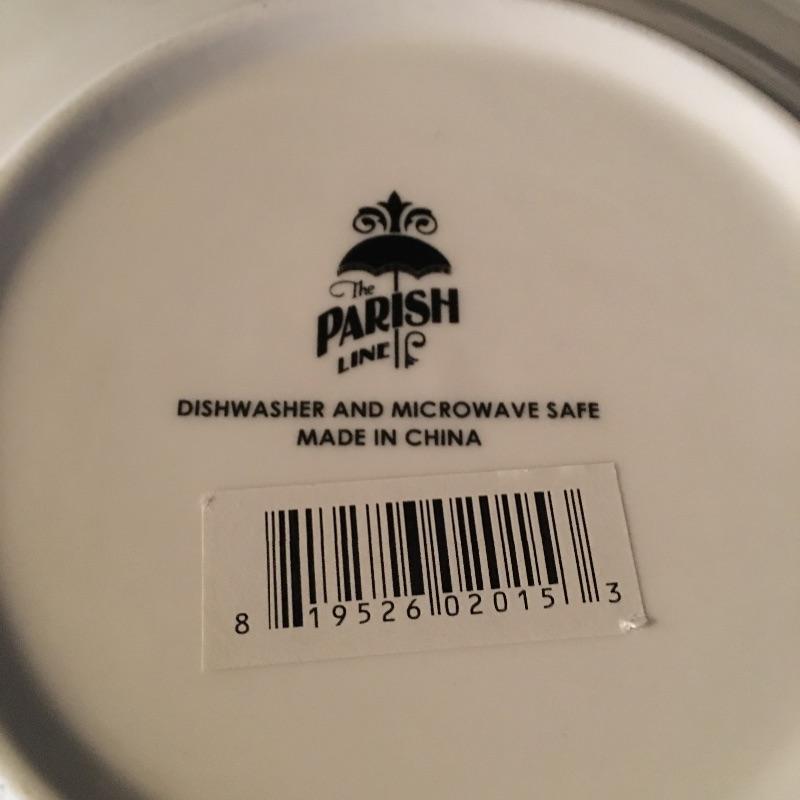 The
PARISH
LINE
DISHWASHER AND MICROWAVE SAFE
MADE IN CHINA
8 19526 02015 3